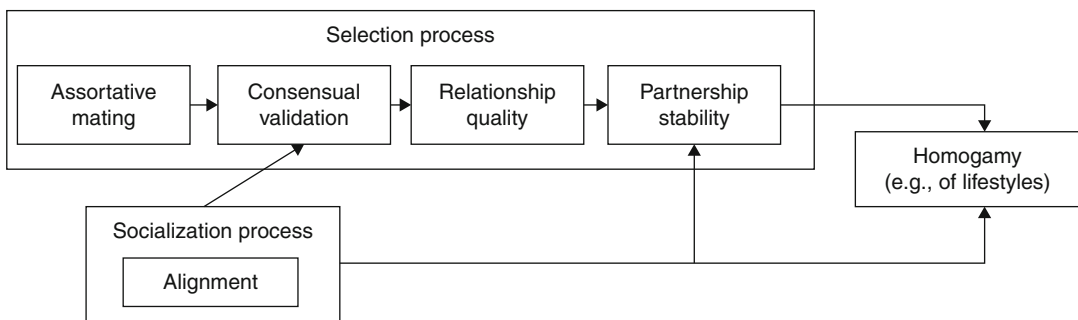 Selection process
Assortative
mating
Consensual
validation
Relationship
quality
Partnership
stability
Homogamy
(e.g., of lifestyles)
Socialization process
Alignment